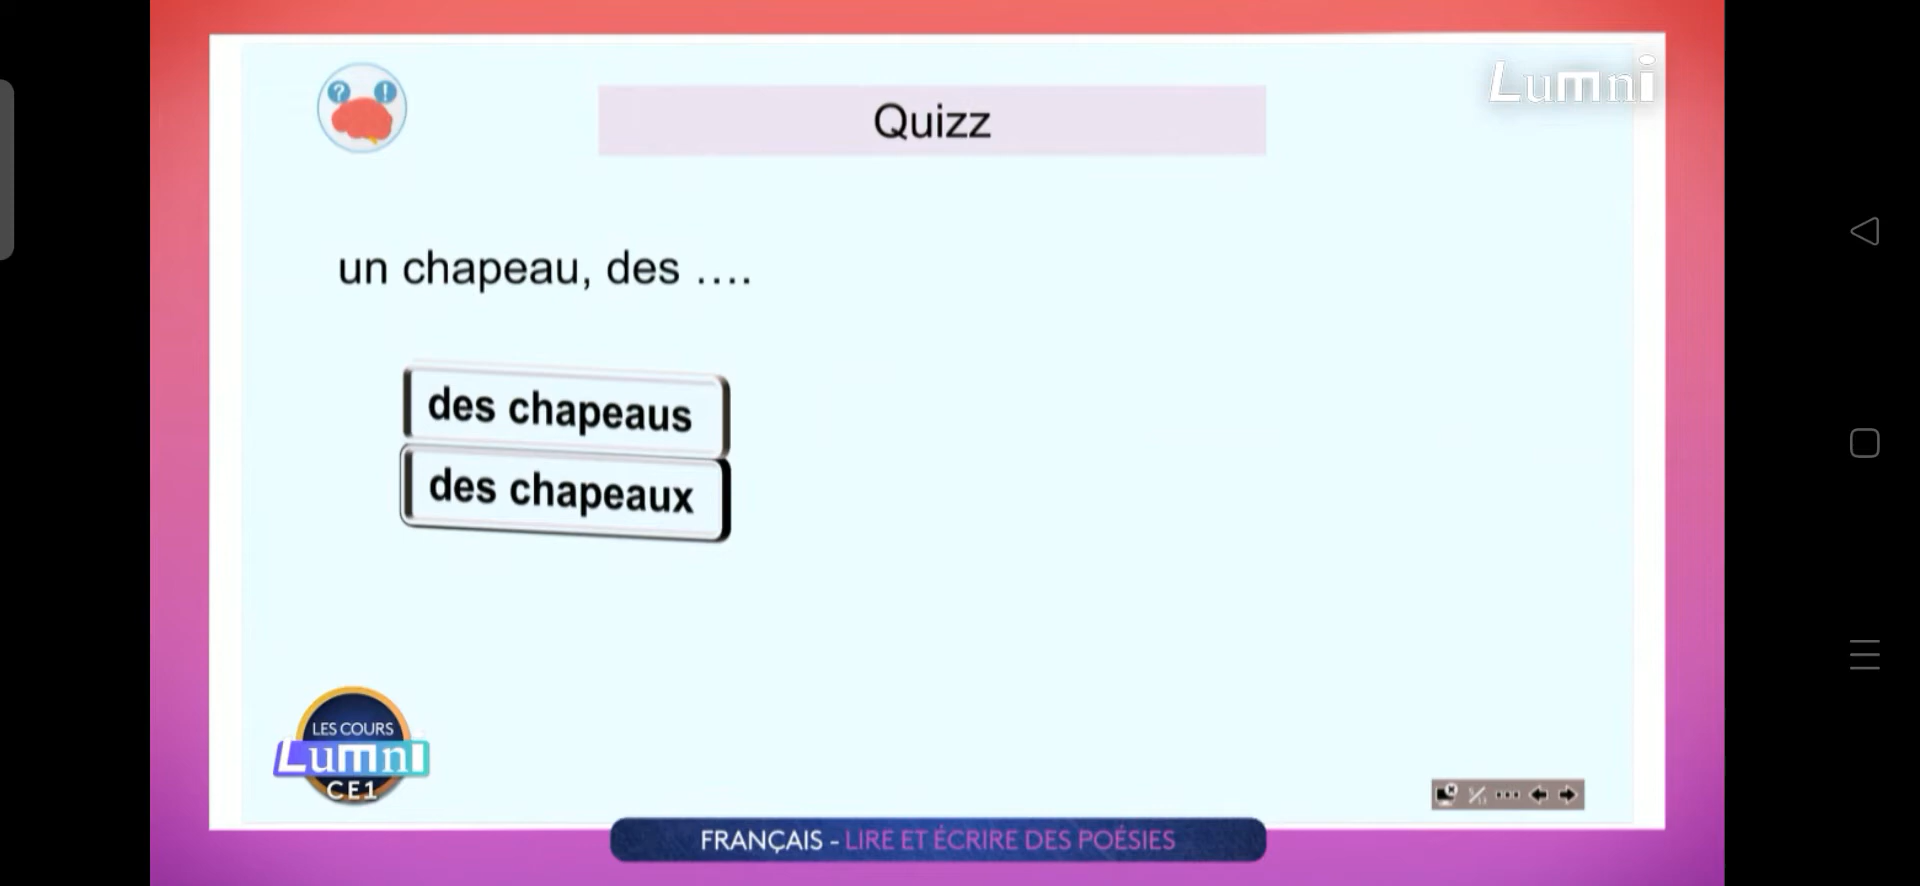 ? !
Quizz
Lumni
un chapeau, des ....
des chapeaus
des chapeaux
LES COURS
Lumni
CE1
FRANÇAIS - LIRE ET ÉCRIRE DES POÉSIES